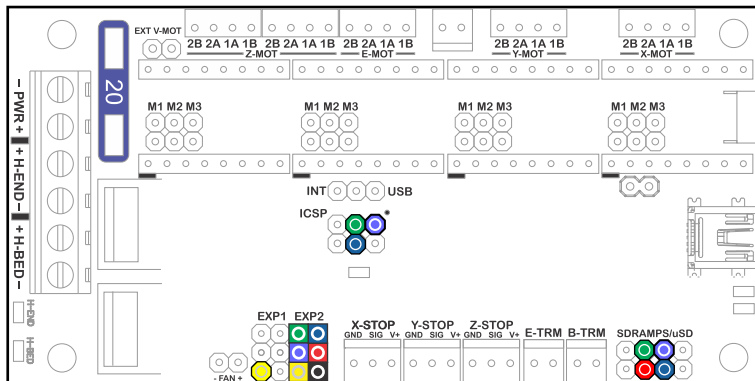 EXT V-MOT
2B 2A 1A 1B 2B 2A 1A 1B 2B 2A 1A 1B 2B 2A 1A 1B 2B 2A 1A 1B
Z-MOT E-MOT Y-MOT X-MOT
20
M1 M2 M3 M1 M2 M3 M1 M2 M3 M1 M2 M3
- PWR + + H-END - + H-BED -
INT USB
ICSP
H-END
H-BED
EXP1 EXP2 X-STOP Y-STOP Z-STOP E-TRM B-TRM SDRAMPS/uSD
GND SIG V+ GND SIG V+ GND SIG V+
- FAN +